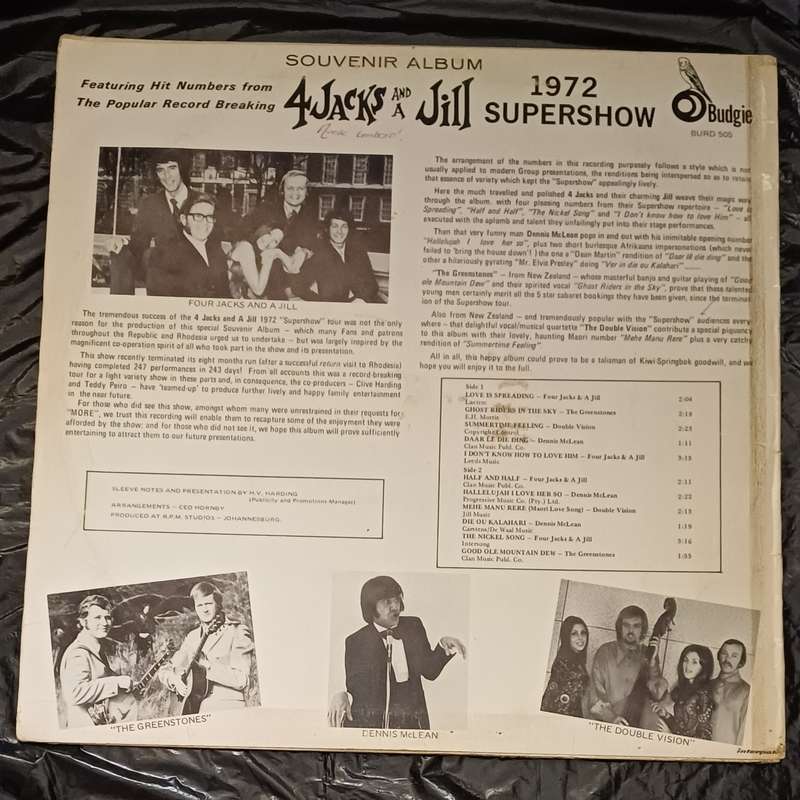 SOUVENIR ALBUM
Featuring Hit Numbers from
The Popular Record Breaking
4 JACKS AND A JILL
1972
SUPERSHOW
Budgie
BURD 505
FOUR JACKS AND A JILL
The tremendous success of the 4 Jacks and A Jill 1972 "Supershow" tour was not the only
reason for the production of this special Souvenir Album – which many Fans and patrons
throughout the Republic and Rhodesia urged us to undertake – but was largely inspired by the
magnificent co-operation spirit of all who took part in the show and its presentation.
This show recently terminated its eight months run (after a successful return visit to Rhodesia)
having completed 247 performances in 243 days! From all accounts this was a record-breaking
tour for a light variety show in these parts and, in consequence, the co-producers – Clive Harding
and Teddy Peiro – have 'teamed-up' to produce further lively and happy family entertainment
in the near future.
For those who did see this show, amongst whom many were unrestrained in their requests for
"MORE", we trust this recording will enable them to recapture some of the enjoyment they were
afforded by the show; and for those who did not see it, we hope this album will prove sufficiently
entertaining to attract them to our future presentations.
SLEEVE NOTES AND PRESENTATION BY H.V. HARDING
(Publicity and Promotions Manager)
ARRANGEMENTS – CEO HORNBY
PRODUCED AT R.P.M. STUDIOS – JOHANNESBURG.
The arrangement of the numbers in this recording purposely follows a style which is not
usually applied to modern Group presentations, the renditions being interspersed so as to retain
that essence of variety which kept the "Supershow" appealingly lively.
Here the much travelled and polished 4 Jacks and their charming Jill weave their magic way
through the album, with four pleasing numbers from their Supershow repertoire – "Love is
Spreading", "Half and Half", "The Nickel Song" and "I Don't know how to love Him" – all
executed with the aplomb and talent they unfailingly put into their stage performances.
Than that very funny man Dennis McLean pops in and out with his inimitable opening number
"Hallelujah I love her so", plus two short burlesque Afrikaans impersonations (which never
failed to 'bring the house down'!) the one a "Dean Martin" rendition of "Daar lê die ding" and the
other a hilariously gyrating "Mr. Elvis Presley" doing "Ver in die ou Kalahari"
"The Greenstones" – from New Zealand – whose masterful banjo and guitar playing of "Good
ole Mountain Dew" and their spirited vocal "Ghost Riders in the Sky", prove that these talented
young men certainly merit all the 5 star cabaret bookings they have been given, since the terminat-
ion of the Supershow tour.
Also from New Zealand – and tremendously popular with the "Supershow" audiences every-
where – that delightful vocal/musical quartette "The Double Vision" contribute a special piquancy
to this album with their lovely, haunting Maori number "Mehe Manu Rere" plus a very catchy
rendition of "Summertime Feeling".
All in all, this happy album could prove to be a talisman of Kiwi-Springbok goodwill, and we
hope you will enjoy it to the full.
Side 1
LOVE IS SPREADING – Four Jacks & A Jill 2:04
Laetrec
GHOST RIDERS IN THE SKY – The Greenstones 2:18
E.H. Morris
SUMMERTIME FEELING – Double Vision 2:25
Copyright Control
DAAR LE DIE DING – Dennis McLean 1:11
Clan Music Publ. Co.
I DON'T KNOW HOW TO LOVE HIM – Four Jacks & A Jill 3:15
Leeds Music
Side 2
HALF AND HALF – Four Jacks & A Jill 2:11
Clan Music Publ. Co.
HALLELUJAH I LOVE HER SO – Dennis McLean 2:22
Progressive Music Co. (Pty.) Ltd.
MEHE MANU RERE (Maori Love Song) – Double Vision 2:13
Jill Music
DIE OU KALAHARI – Dennis McLean 1:19
Carstens/De Waal Music
THE NICKEL SONG – Four Jacks & A Jill 3:16
Intersong
GOOD OLE MOUNTAIN DEW – The Greenstones 1:55
Clan Music Publ. Co.
"THE GREENSTONES"
DENNIS McLEAN
"THE DOUBLE VISION"